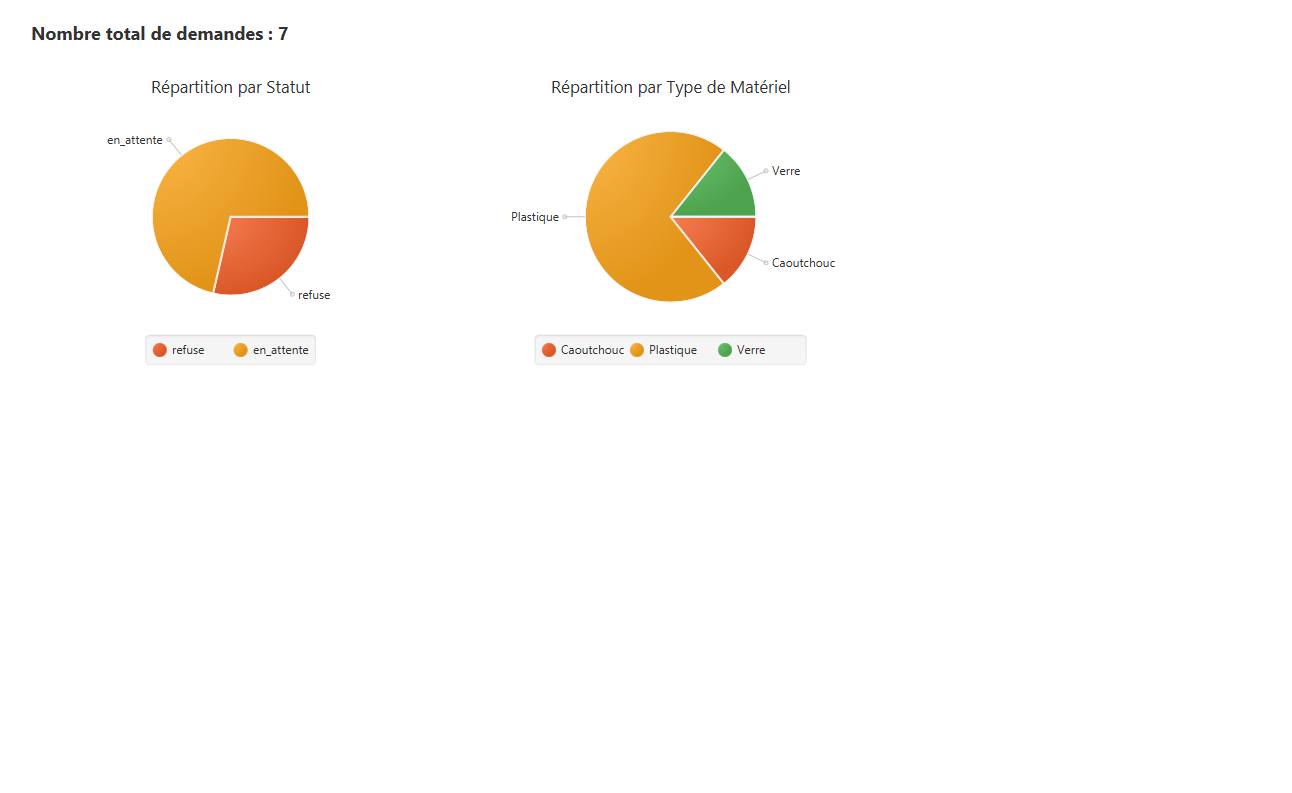 Nombre total de demandes : 7
Répartition par Statut
en_attente
refuse
refuse en_attente
Répartition par Type de Matériel
Verre
Plastique
Caoutchouc
Caoutchouc Plastique Verre